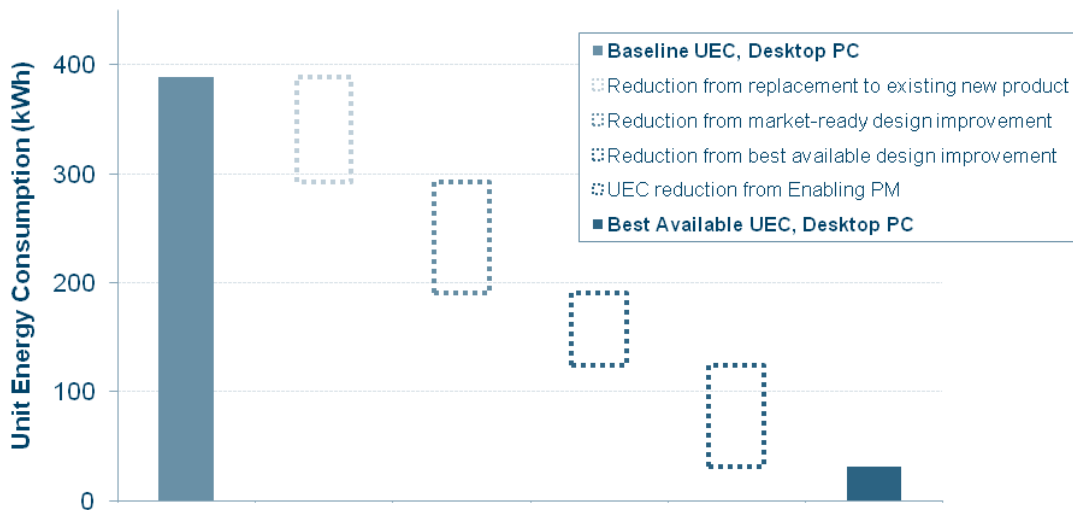 Unit Energy Consumption (kWh)
400
300
200
100
0
Baseline UEC, Desktop PC
Reduction from replacement to existing new product
Reduction from market-ready design improvement
Reduction from best available design improvement
UEC reduction from Enabling PM
Best Available UEC, Desktop PC